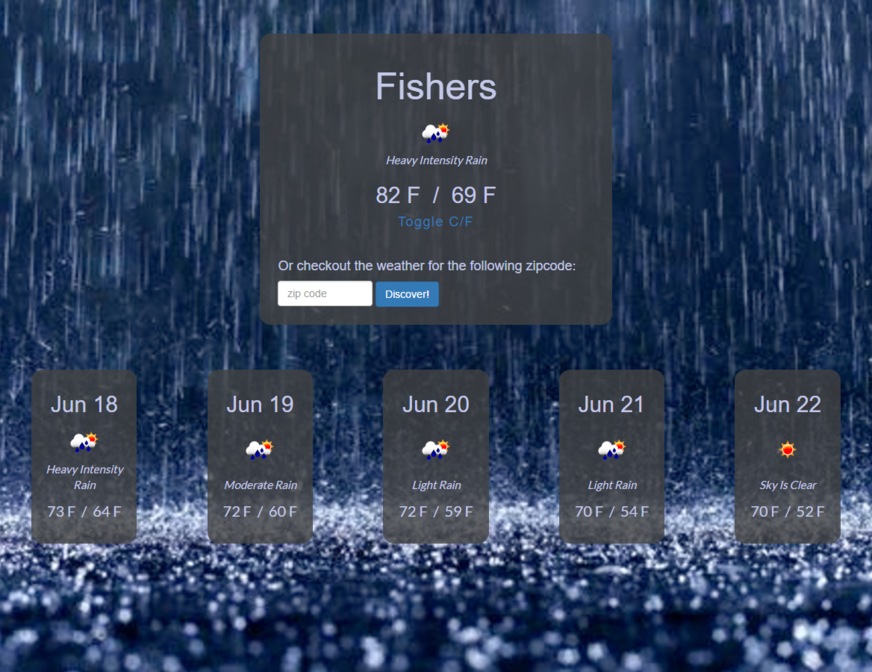 Fishers
Heavy Intensity Rain
82 F / 69 F
Toggle C/F
Or checkout the weather for the following zipcode:
zip code Discover!
Jun 18
Heavy Intensity
Rain
73 F / 64 F
Jun 19
Moderate Rain
72 F / 60 F
Jun 20
Light Rain
72 F / 59 F
Jun 21
Light Rain
70 F / 54 F
Jun 22
Sky Is Clear
70 F / 52 F